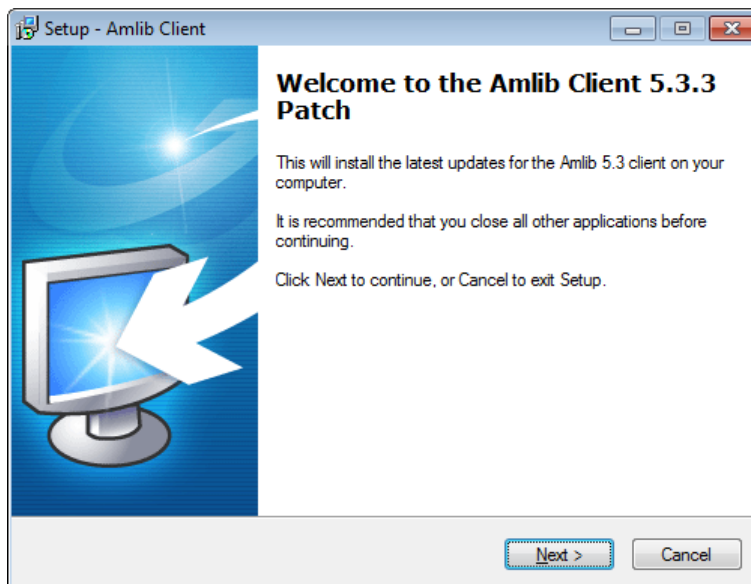 Setup - Amlib Client
Welcome to the Amlib Client 5.3.3
Patch
This will install the latest updates for the Amlib 5.3 client on your
computer.
It is recommended that you close all other applications before
continuing.
Click Next to continue, or Cancel to exit Setup.
Next >
Cancel